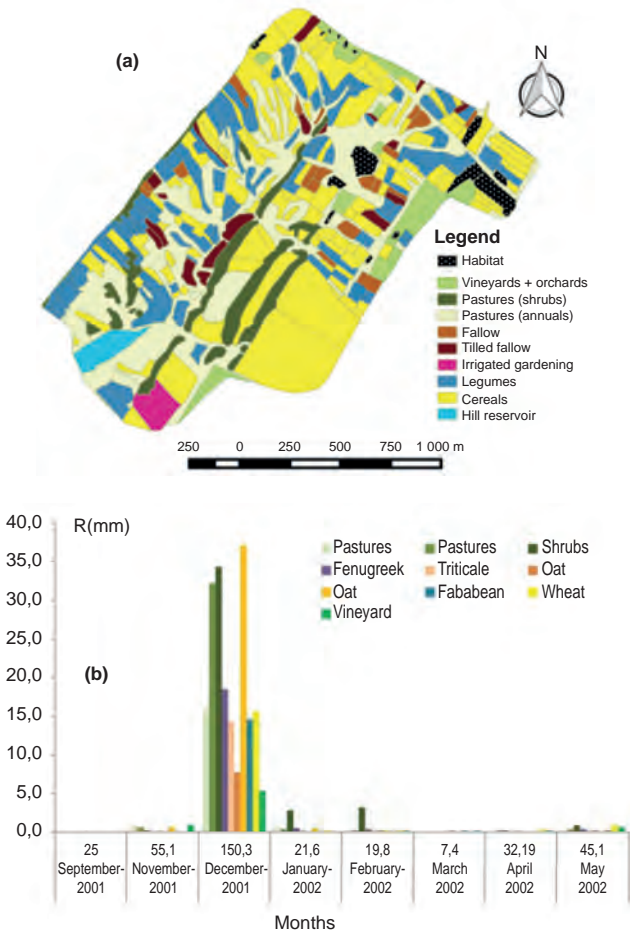 (a)
N
Legend
Habitat
Vineyards + orchards
Pastures (shrubs)
Pastures (annuals)
Fallow
Tilled fallow
Irrigated gardening
Legumes
Cereals
Hill reservoir
250 0 250 500 750 1 000 m
R(mm)
40,0
35,0
30,0
25,0
20,0
15,0
10,0
5,0
0,0
Pastures Pastures Shrubs
Fenugreek Triticale Oat
Oat Fababean Wheat
Vineyard
(b)
25 55,1 150,3 21,6 19,8 7,4 32,19 45,1
September- November- December- January- February- March April May
2001 2001 2001 2002 2002 2002 2002 2002
Months